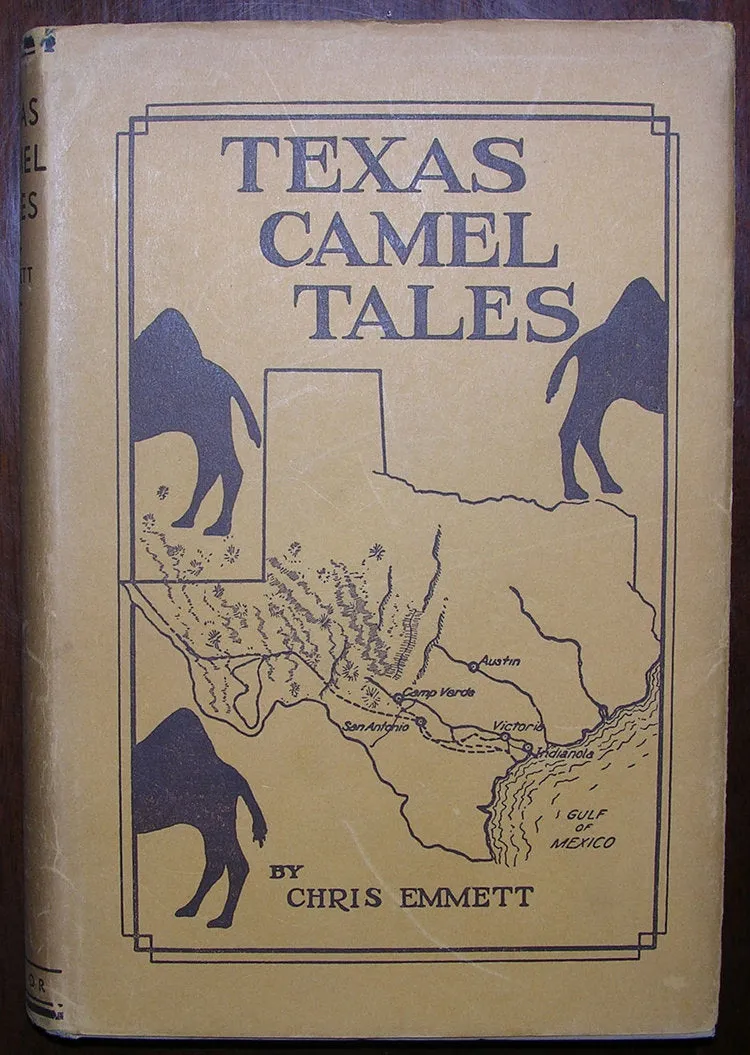 TEXAS
CAMEL
TALES
Austin
Camp Verde
San Antonio
Victoria
Indianola
GULF
OF
MEXICO
BY
CHRIS EMMETT